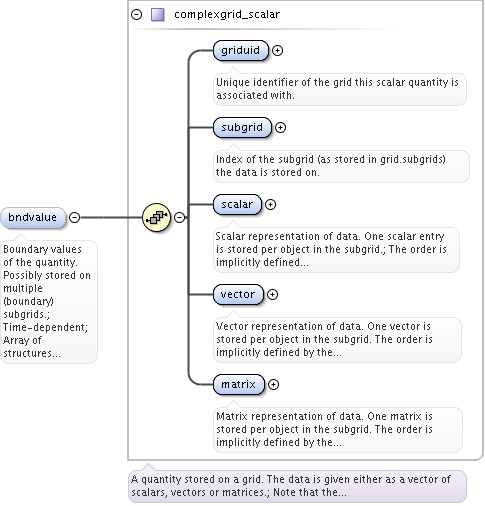 complexgrid_scalar
griduid
Unique identifier of the grid this scalar quantity is
associated with.
subgrid
Index of the subgrid (as stored in grid.subgrids)
the data is stored on.
scalar
Scalar representation of data. One scalar entry
is stored per object in the subgrid.; The order is
implicitly defined...
bndvalue
Boundary values
of the quantity.
Possibly stored on
multiple
(boundary)
subgrids.;
Time-dependent;
Array of
structures...
vector
Vector representation of data. One vector is
stored per object in the subgrid. The order is
implicitly defined by the...
matrix
Matrix representation of data. One matrix is
stored per object in the subgrid. The order is
implicitly defined by the...
A quantity stored on a grid. The data is given either as a vector of
scalars, vectors or matrices.; Note that the...